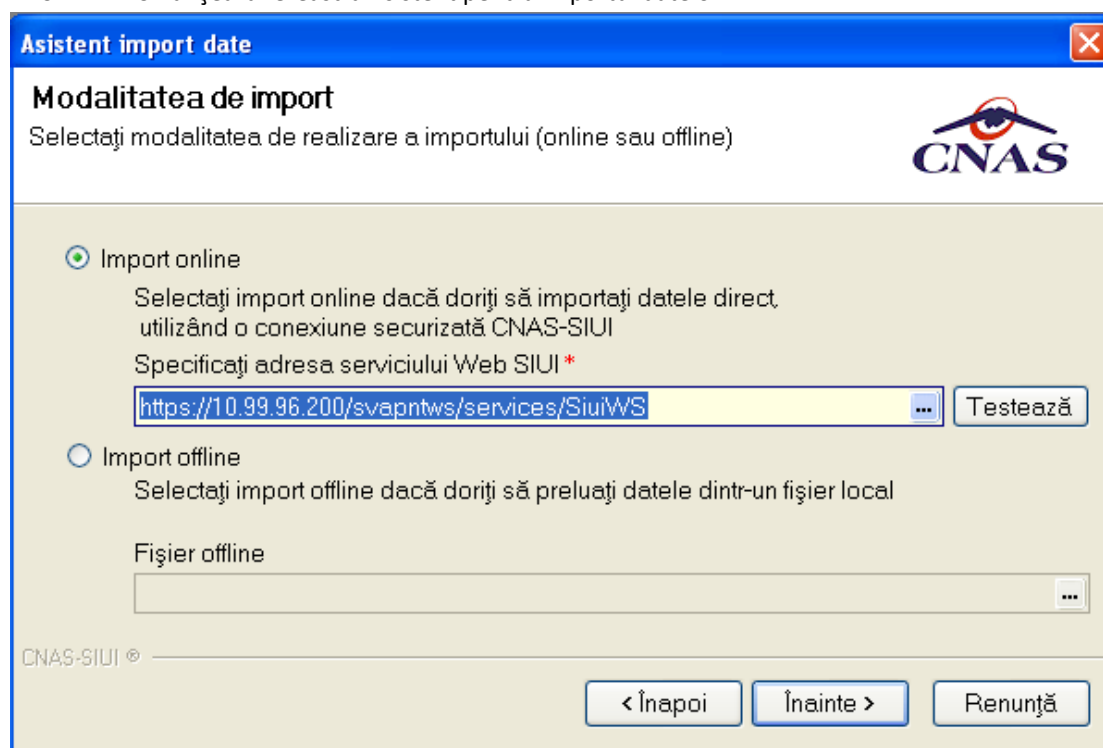 Asistent import date
Modalitatea de import
Selectaţi modalitatea de realizare a importului (online sau offline)
CNAS
Import online
Selectaţi import online dacă doriţi să importaţi datele direct,
utilizând o conexiune securizată CNAS-SIUI
Specificaţi adresa serviciului Web SIUI *
https://10.99.96.200/svapntws/services/SiuiWS ... Testează
Import offline
Selectaţi import offline dacă doriţi să preluaţi datele dintr-un fişier local
Fişier offline
...
CNAS-SIUI ®
< Înapoi Înainte > Renunţă